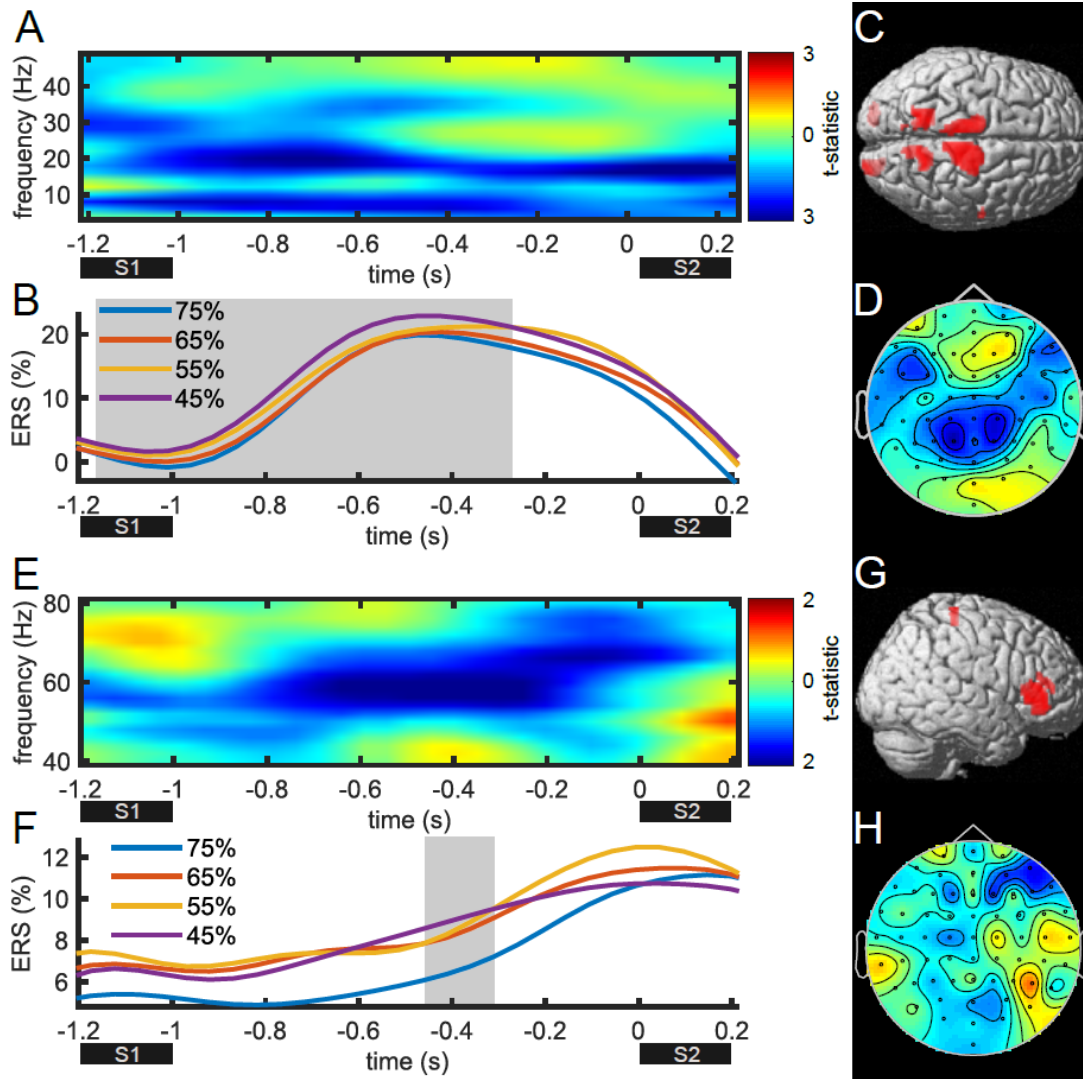 A
frequency (Hz)
40
30
20
10
-1.2 -1 -0.8 -0.6 -0.4 -0.2 0 0.2
time (s)
S1 S2
3
0
3
t-statistic
C
B
ERS (%)
20
10
0
75%
65%
55%
45%
-1.2 -1 -0.8 -0.6 -0.4 -0.2 0 0.2
time (s)
S1 S2
D
E
frequency (Hz)
80
60
40
-1.2 -1 -0.8 -0.6 -0.4 -0.2 0 0.2
time (s)
S1 S2
2
0
2
t-statistic
G
F
ERS (%)
12
10
8
6
75%
65%
55%
45%
-1.2 -1 -0.8 -0.6 -0.4 -0.2 0 0.2
time (s)
S1 S2
H